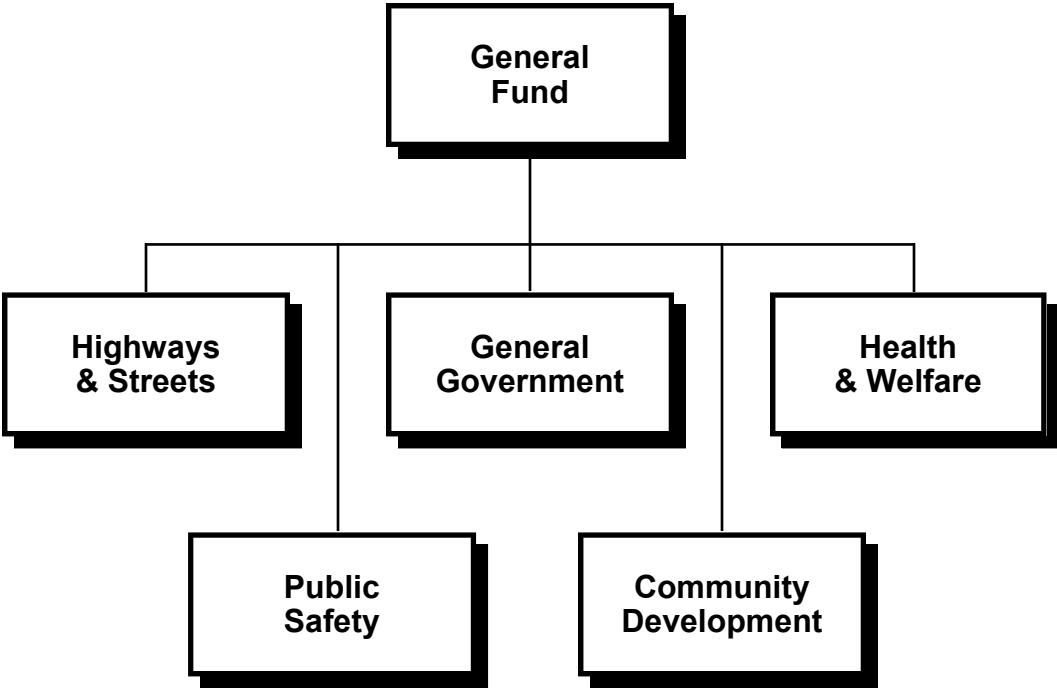 General
Fund
Highways
& Streets
General
Government
Health
& Welfare
Public
Safety
Community
Development